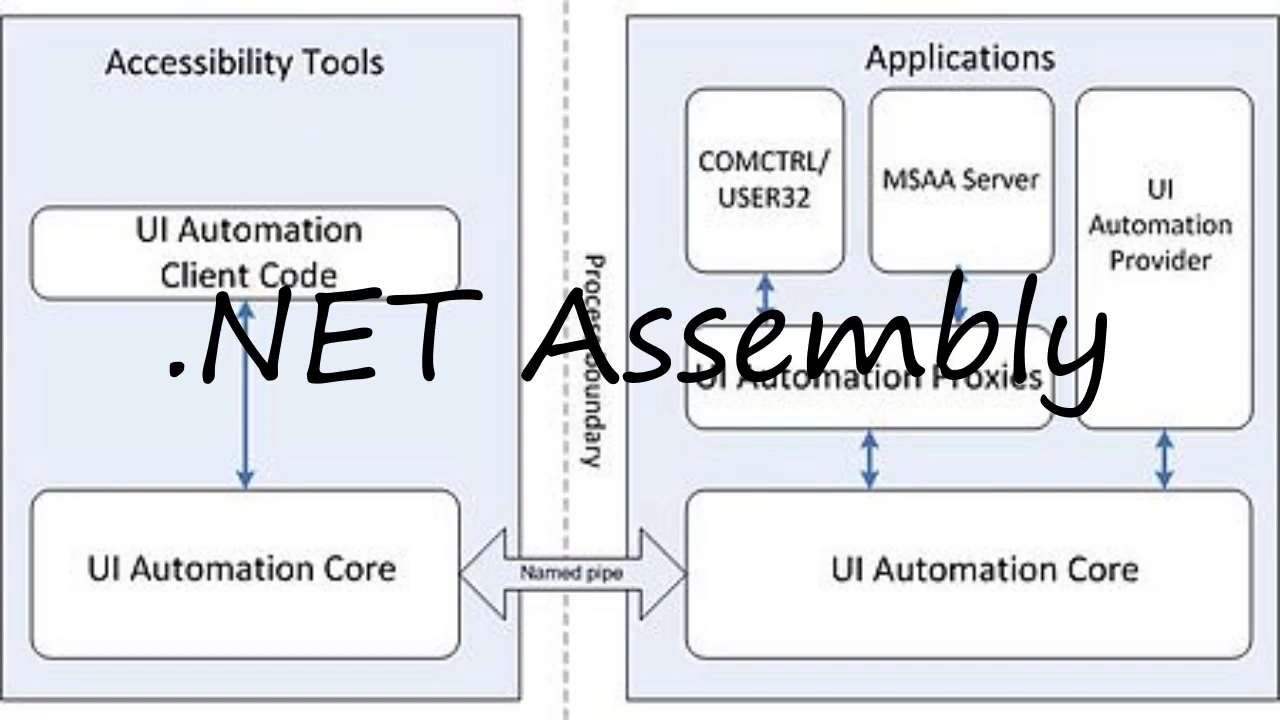 Accessibility Tools
UI Automation
Client Code
UI Automation Core
Process boundary
Named pipe
Applications
COMCTRL/
USER32
MSAA Server
UI
Automation
Provider
UI Automation Proxies
UI Automation Core
.NET Assembly